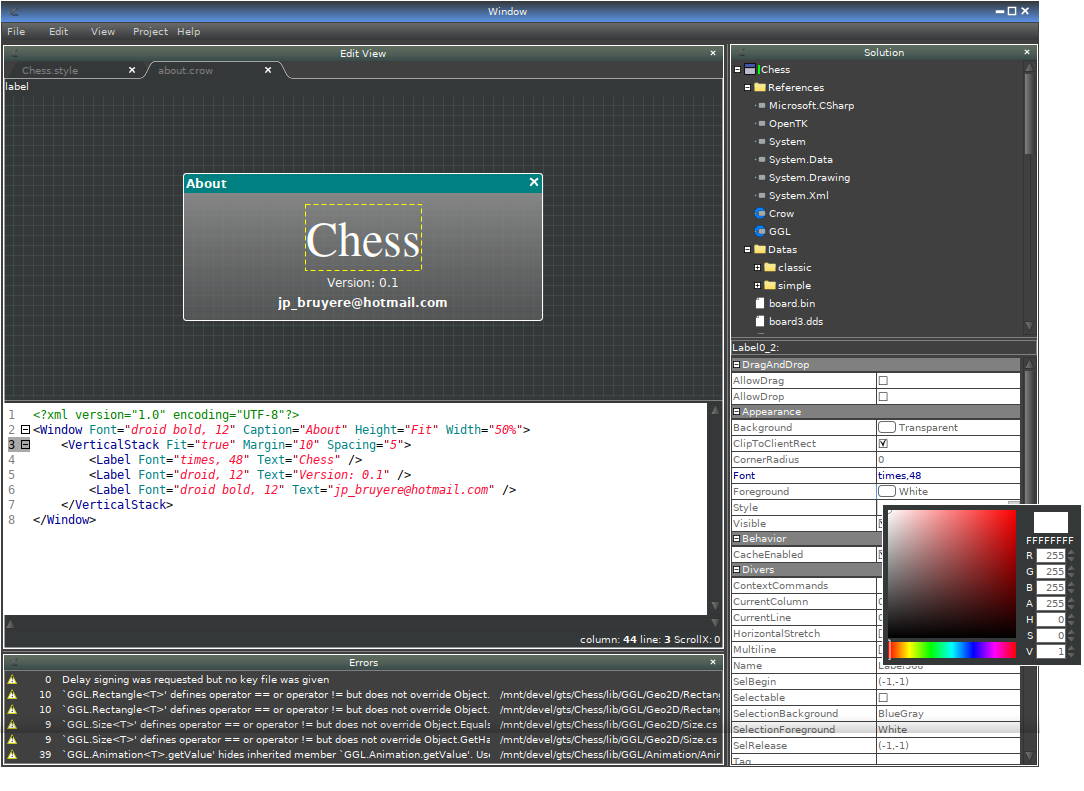 Window
File Edit View Project Help
Edit View
Chess.style about.crow
label
About
Chess
Version: 0.1
jp_bruyere@hotmail.com
1 <?xml version="1.0" encoding="UTF-8"?>
2 <Window Font="droid bold, 12" Caption="About" Height="Fit" Width="50%">
3 <VerticalStack Fit="true" Margin="10" Spacing="5">
4 <Label Font="times, 48" Text="Chess" />
5 <Label Font="droid, 12" Text="Version: 0.1" />
6 <Label Font="droid bold, 12" Text="jp_bruyere@hotmail.com" />
7 </VerticalStack>
8 </Window>
column: 44 line: 3 ScrollX: 0
Errors
0 Delay signing was requested but no key file was given
10 `GGL.Rectangle<T>' defines operator == or operator != but does not override Object. /mnt/devel/gts/Chess/lib/GGL/Geo2D/Rectan
10 `GGL.Rectangle<T>' defines operator == or operator != but does not override Object. /mnt/devel/gts/Chess/lib/GGL/Geo2D/Rectan
9 `GGL.Size<T>' defines operator == or operator != but does not override Object.Equals /mnt/devel/gts/Chess/lib/GGL/Geo2D/Size.cs
9 `GGL.Size<T>' defines operator == or operator != but does not override Object.GetHa /mnt/devel/gts/Chess/lib/GGL/Geo2D/Size.cs
39 `GGL.Animation<T>.getValue' hides inherited member `GGL.Animation.getValue'. Use /mnt/devel/gts/Chess/lib/GGL/Animation/Anir
Solution
Chess
References
Microsoft.CSharp
OpenTK
System
System.Data
System.Drawing
System.Xml
Crow
GGL
Datas
classic
simple
board.bin
board3.dds
Label0_2:
DragAndDrop
AllowDrag
AllowDrop
Appearance
Background Transparent
ClipToClientRect
CornerRadius 0
Font times,48
Foreground White
Style
Visible
Behavior
CacheEnabled
Divers
ContextCommands
CurrentColumn
CurrentLine
HorizontalStretch
Multiline
Name
SelBegin (-1,-1)
Selectable
SelectionBackground BlueGray
SelectionForeground White
SelRelease (-1,-1)
Tag
FFFFFFFF
R 255
G 255
B 255
A 255
H 0
S 0
V 1